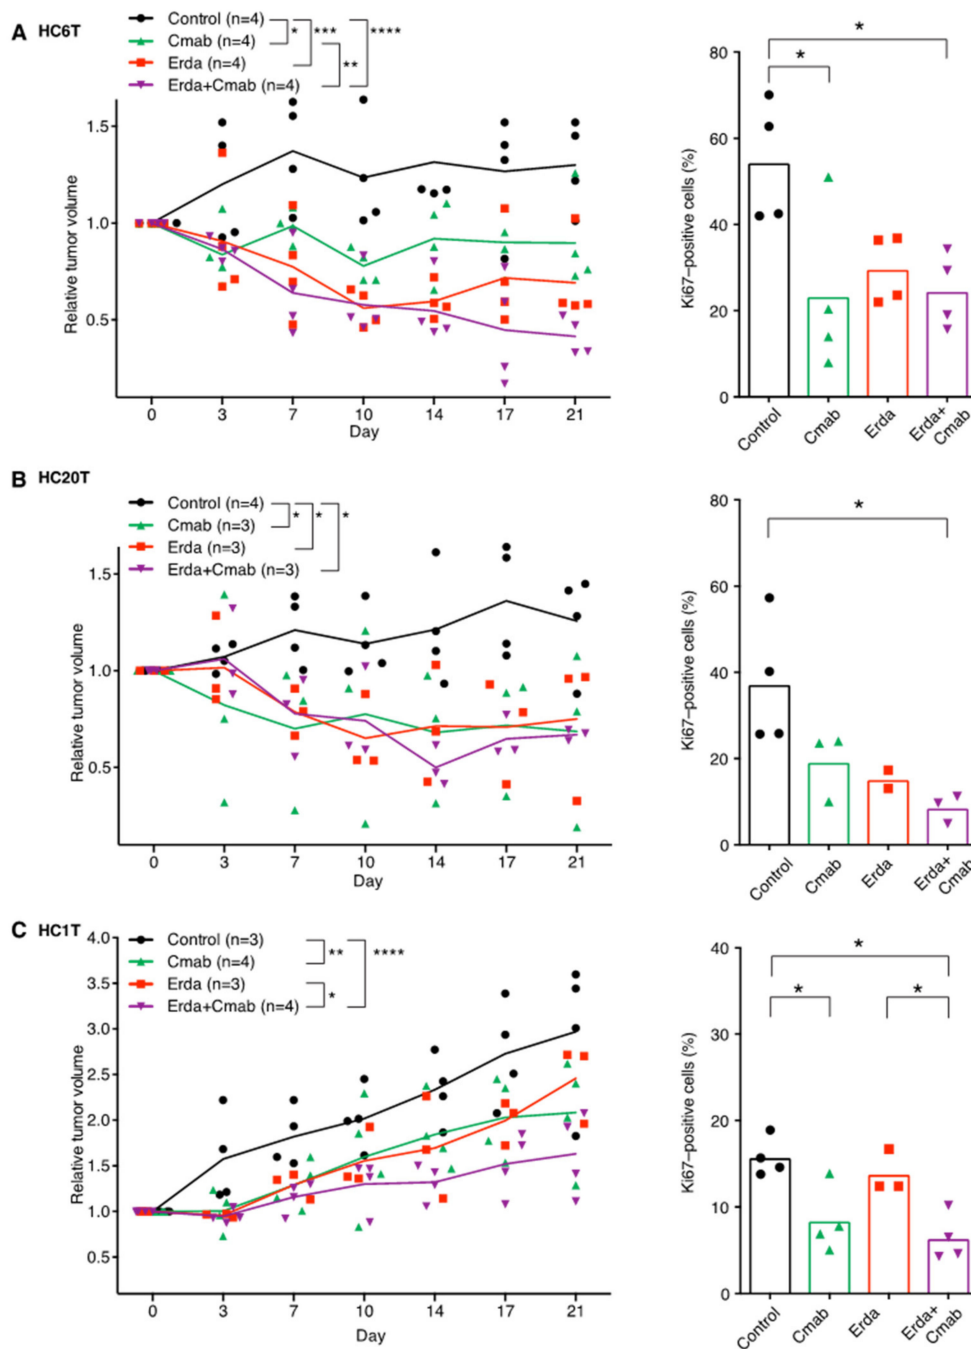 A HC6T
Control (n=4)
Cmab (n=4)
Erda (n=4)
Erda+Cmab (n=4)
* *** ****
**
Relative tumor volume
1.5
1.0
0.5
0 3 7 10 14 17 21
Day
*
*
Ki67–positive cells (%)
80
60
40
20
0
Control Cmab Erda Erda+ Cmab
B HC20T
Control (n=4)
Cmab (n=3)
Erda (n=3)
Erda+Cmab (n=3)
* * *
Relative tumor volume
1.5
1.0
0.5
0 3 7 10 14 17 21
Day
*
Ki67–positive cells (%)
80
60
40
20
0
Control Cmab Erda Erda+ Cmab
C HC1T
Control (n=3)
Cmab (n=4)
Erda (n=3)
Erda+Cmab (n=4)
** ****
*
Relative tumor volume
4.0
3.0
2.5
2.0
1.5
1.0
0.5
0 3 7 10 14 17 21
Day
*
* *
Ki67–positive cells (%)
40
30
20
10
0
Control Cmab Erda Erda+ Cmab